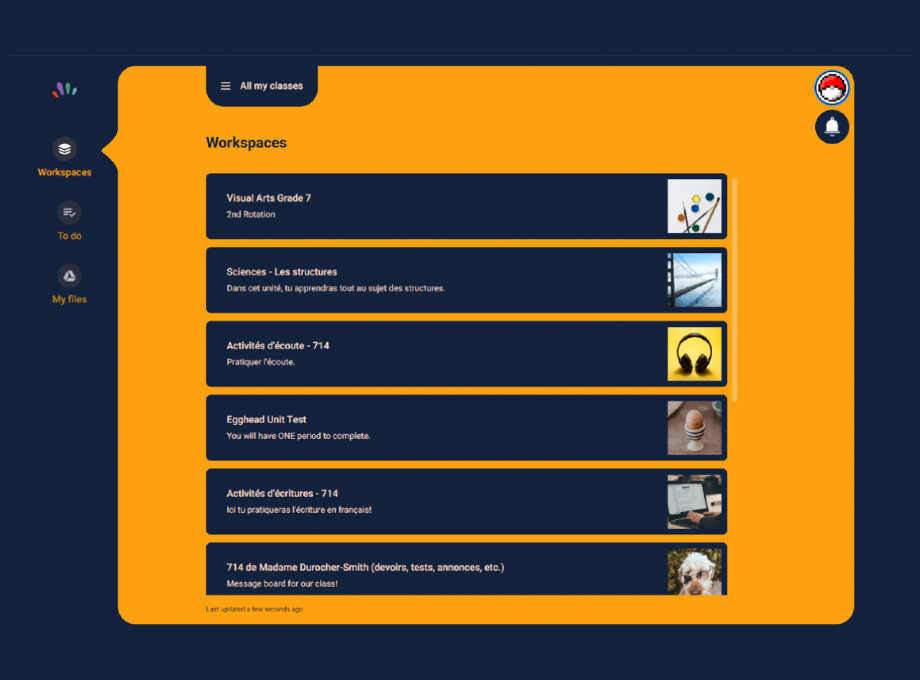 All my classes
Workspaces
To do
My files
Workspaces
Visual Arts Grade 7
2nd Rotation
Sciences - Les structures
Dans cet unité, tu apprendras tout au sujet des structures.
Activités d'écoute - 714
Pratiquer l'écoute.
Egghead Unit Test
You will have ONE period to complete.
Activités d'écritures - 714
Ici tu pratiqueras l'écriture en français!
714 de Madame Durocher-Smith (devoirs, tests, annonces, etc.)
Message board for our class!
Last updated a few seconds ago